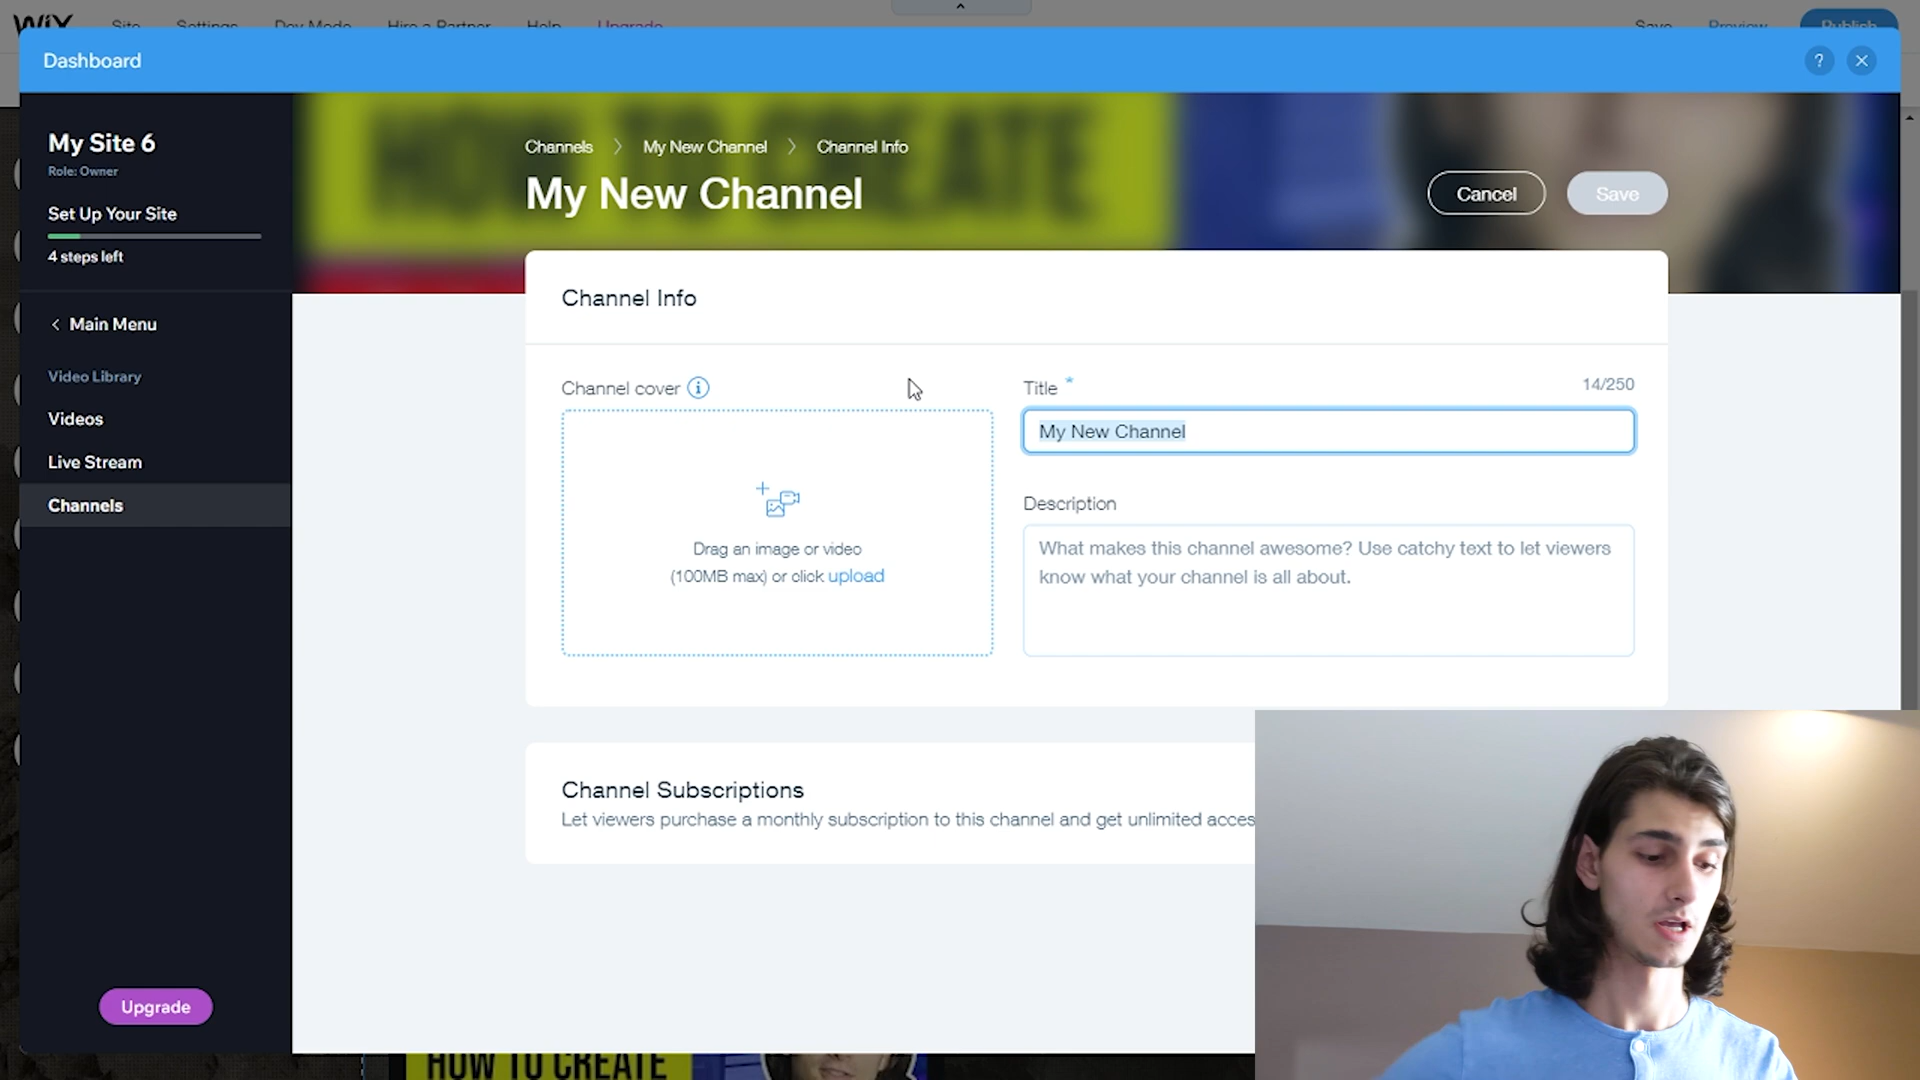 WIX Site Settings Dev Mode Hire a Partner Help Upgrade Save Preview Publish
Dashboard ?
My Site 6
Role: Owner
Set Up Your Site
4 steps left
Main Menu
Video Library
Videos
Live Stream
Channels
Upgrade
HOW TO CREATE
Channels My New Channel Channel Info
My New Channel
Cancel Save
Channel Info
Channel cover i
Drag an image or video
(100MB max) or click upload
Title * 14/250
My New Channel
Description
What makes this channel awesome? Use catchy text to let viewers
know what your channel is all about.
Channel Subscriptions
Let viewers purchase a monthly subscription to this channel and get unlimited
HOW TO CREATE